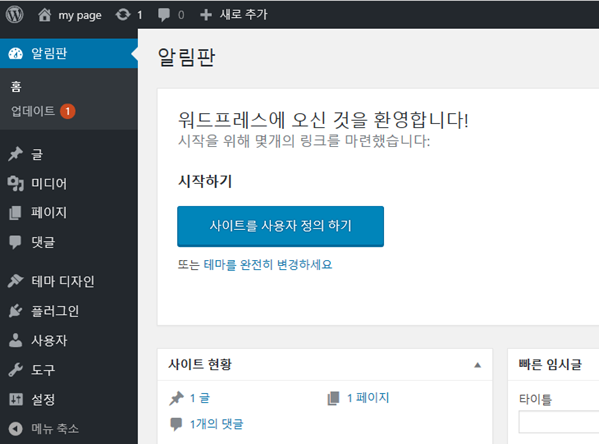 my page 1 0 + 새로 추가
알림판
홈
업데이트 1
글
미디어
페이지
댓글
테마 디자인
플러그인
사용자
도구
설정
메뉴 축소
알림판
워드프레스에 오신 것을 환영합니다!
시작을 위해 몇개의 링크를 마련했습니다:
시작하기
사이트를 사용자 정의 하기
또는 테마를 완전히 변경하세요
사이트 현황
1 글
1 페이지
1개의 댓글
빠른 임시글
타이틀